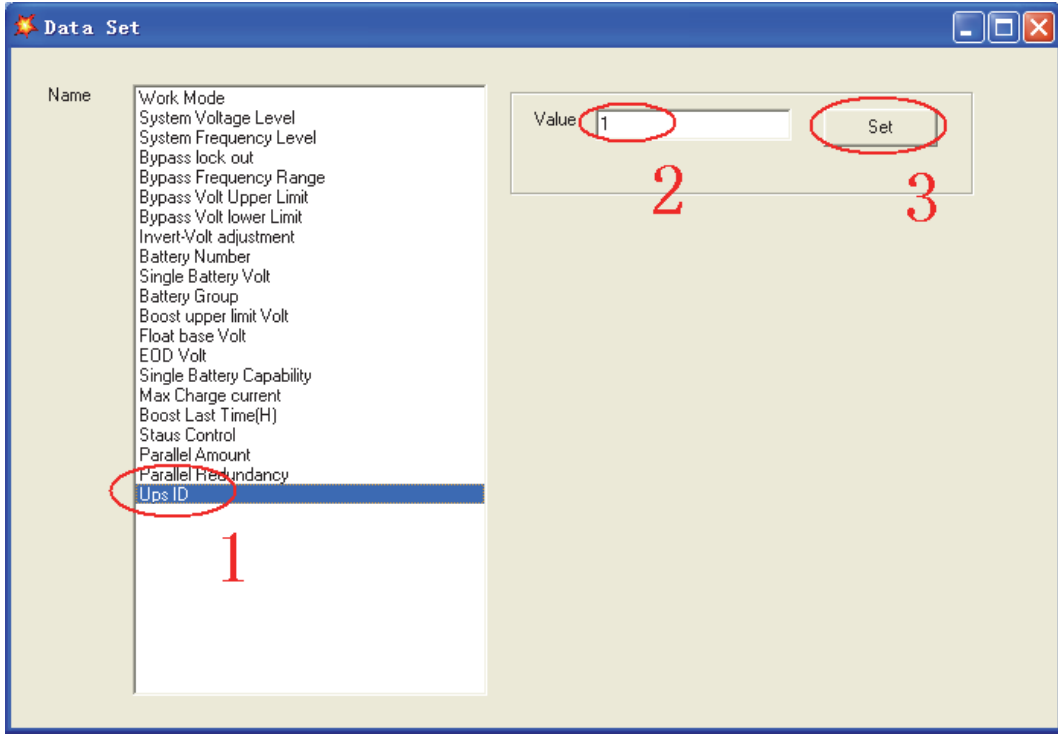 Data Set
Name
Work Mode
System Voltage Level
System Frequency Level
Bypass lock out
Bypass Frequency Range
Bypass Volt Upper Limit
Bypass Volt lower Limit
Invert-Volt adjustment
Battery Number
Single Battery Volt
Battery Group
Boost upper limit Volt
Float base Volt
EOD Volt
Single Battery Capability
Max Charge current
Boost Last Time(H)
Staus Control
Parallel Amount
Parallel Redundancy
Ups ID
1
Value 1 Set
2
3